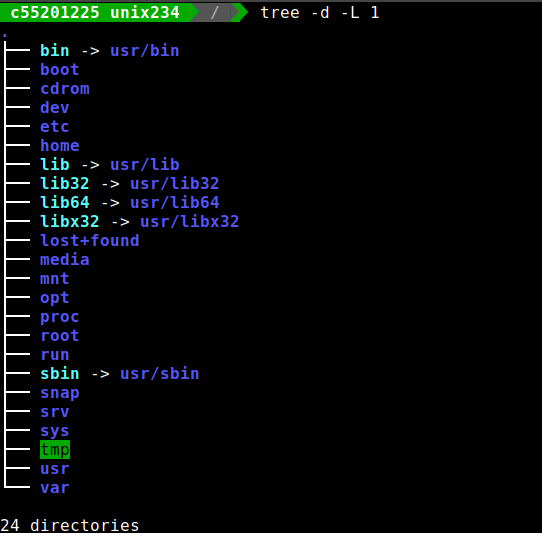 c55201225 unix234 / tree -d -L 1
.
├── bin -> usr/bin
├── boot
├── cdrom
├── dev
├── etc
├── home
├── lib -> usr/lib
├── lib32 -> usr/lib32
├── lib64 -> usr/lib64
├── libx32 -> usr/libx32
├── lost+found
├── media
├── mnt
├── opt
├── proc
├── root
├── run
├── sbin -> usr/sbin
├── snap
├── srv
├── sys
├── tmp
├── usr
└── var
24 directories